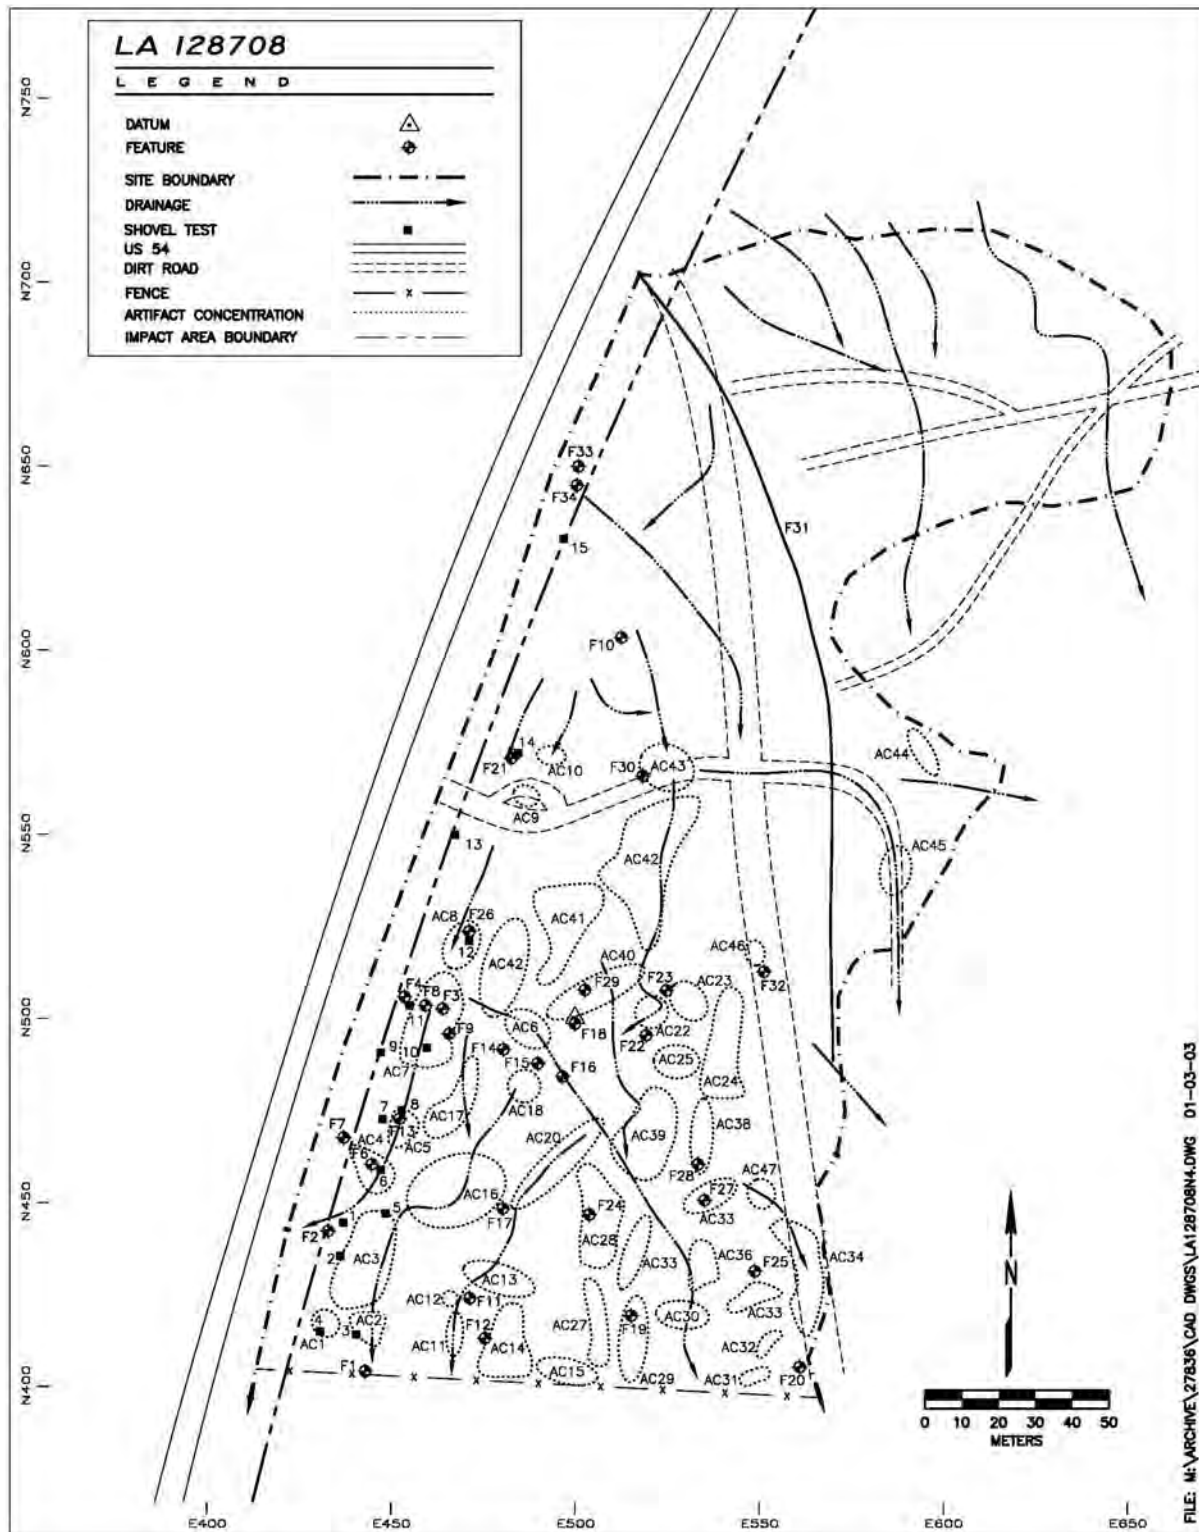 LA 128708
L E G E N D
DATUM
FEATURE
SITE BOUNDARY
DRAINAGE
SHOVEL TEST
US 54
DIRT ROAD
FENCE
x
ARTIFACT CONCENTRATION
IMPACT AREA BOUNDARY
N750
N700
N650
N600
N550
N500
N450
N400
F33
F34
15
F31
F10
14
F21
AC10
F30
AC43
AC44
AC9
13
AC42
AC45
AC8
F26
12
AC41
AC42
AC40
AC46
F29
F23
AC23
F32
F4
F8
F3
11
F9
AC6
F18
F22
AC22
9
10
AC7
F14
F15
F16
AC25
AC24
7
8
AC17
AC18
F7
F13
AC4
AC5
F6
6
AC20
AC39
AC38
F28
AC16
F27
AC47
1
5
F17
F24
AC33
F2
2
AC3
AC28
AC33
AC36
F25
AC34
AC13
AC12
F11
AC33
4
AC2
AC1
3
AC11
F12
AC14
AC27
F19
AC30
AC32
F1
AC15
AC29
AC31
F20
x x x x x x x x x
N
0 10 20 30 40 50
METERS
E400 E450 E500 E550 E600 E650
FILE: M:\ARCHIVE\27836\CAD_DWGS\LA128708N4.DWG 01-03-03